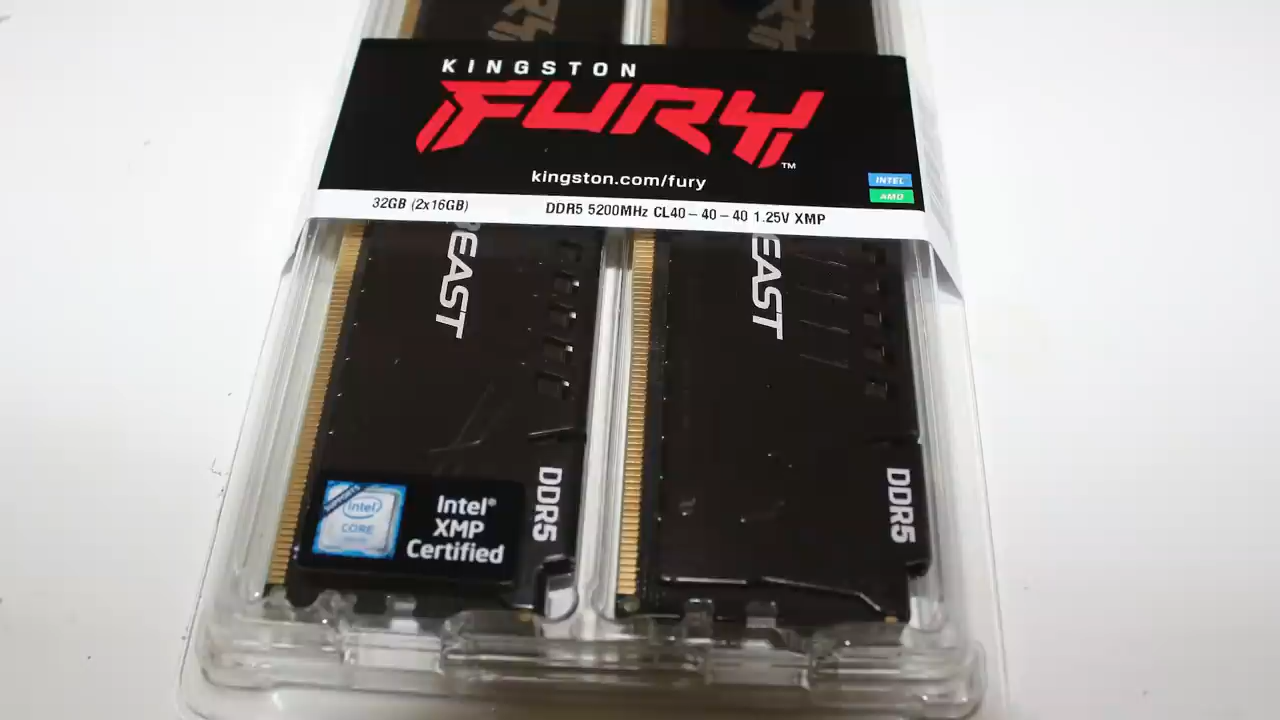 KINGSTON
FURY™
kingston.com/fury
INTEL
AMD
32GB (2x16GB)
DDR5 5200MHz CL40-40-40 1.25V XMP
EAST
EAST
intel
CORE
Intel®
XMP
Certified
DDR5
DDR5